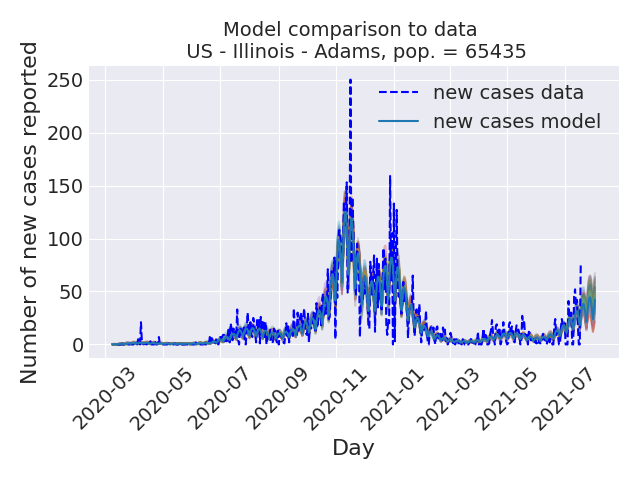 Model comparison to data
US - Illinois - Adams, pop. = 65435
Number of new cases reported
250
200
150
100
50
0
new cases data
new cases model
2020-03
2020-05
2020-07
2020-09
2020-11
2021-01
2021-03
2021-05
2021-07
Day